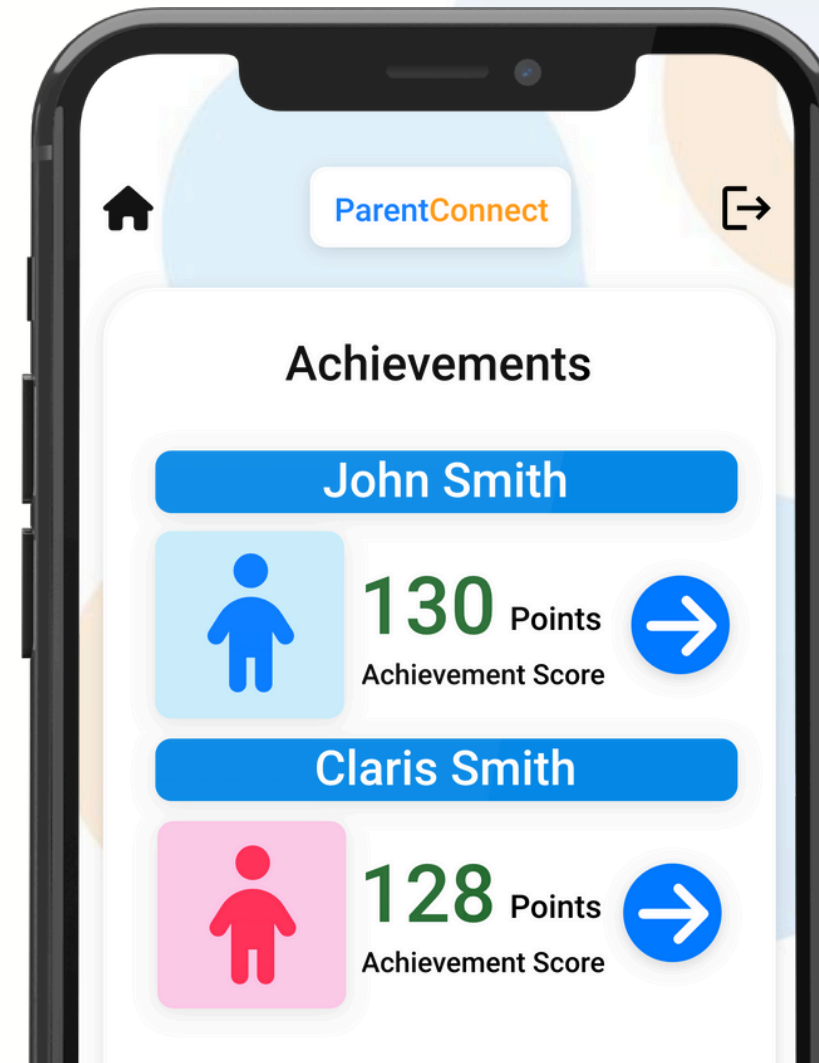 ParentConnect
Achievements
John Smith
130 Points
Achievement Score
Claris Smith
128 Points
Achievement Score